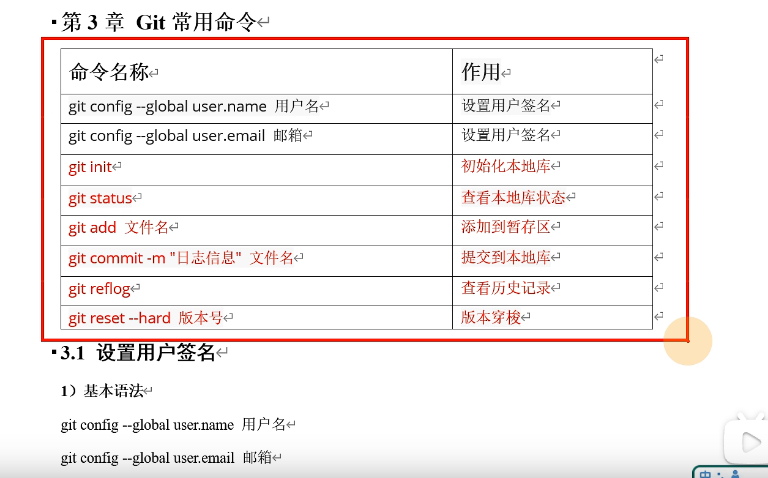 第 3 章 Git 常用命令
命令名称 作用
git config --global user.name 用户名 设置用户签名
git config --global user.email 邮箱 设置用户签名
git init 初始化本地库
git status 查看本地库状态
git add 文件名 添加到暂存区
git commit -m "日志信息" 文件名 提交到本地库
git reflog 查看历史记录
git reset --hard 版本号 版本穿梭
3.1 设置用户签名
1）基本语法
git config --global user.name 用户名
git config --global user.email 邮箱
中